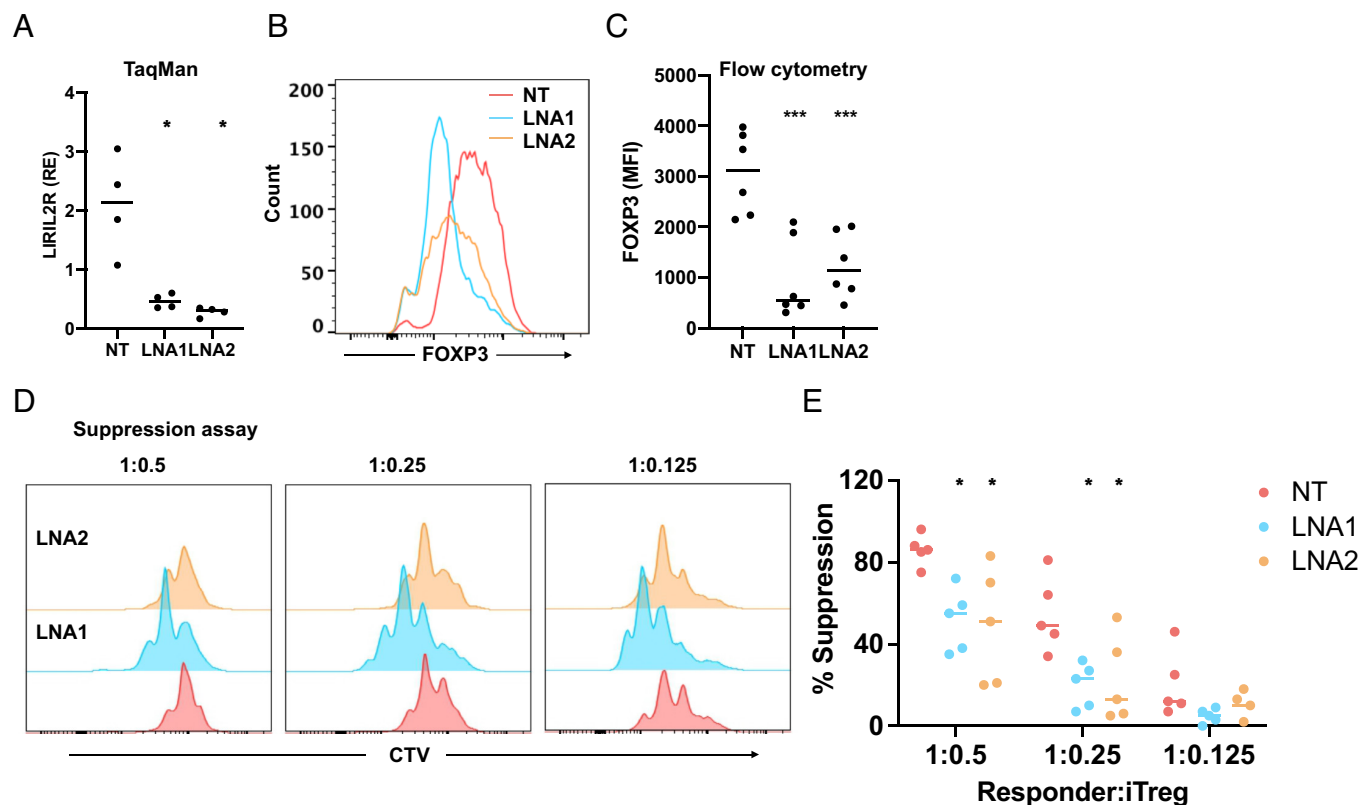 A
TaqMan
LIRIL2R (RE)
4
3
2
1
0
* *
NT LNA1 LNA2
B
Count
200
150
100
50
0
NT
LNA1
LNA2
FOXP3
C
Flow cytometry
FOXP3 (MFI)
5000
4000
3000
2000
1000
0
*** ***
NT LNA1 LNA2
D
Suppression assay
1:0.5 1:0.25 1:0.125
LNA2
LNA1
CTV
E
% Suppression
120
80
40
0
* * * *
NT
LNA1
LNA2
1:0.5 1:0.25 1:0.125
Responder:iTreg